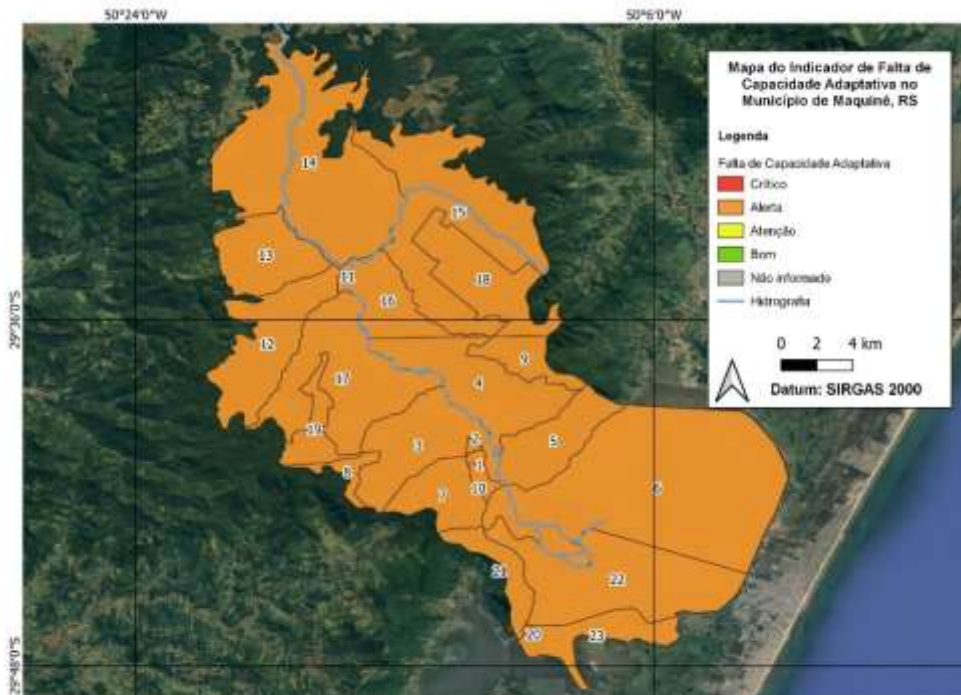 50°24'0"W
50°6'0"W
Mapa do Indicador de Falta de
Capacidade Adaptativa no
Município de Maquiné, RS
Legenda
Falta de Capacidade Adaptativa
Crítico
Alerta
Atenção
Bom
Não informado
Hidrografia
0 2 4 km
Datum: SIRGAS 2000
29°36'0"S
29°48'0"S
14
15
13
11
18
16
12
9
17
4
19
3
2
5
8
1
7
10
6
21
22
20
23